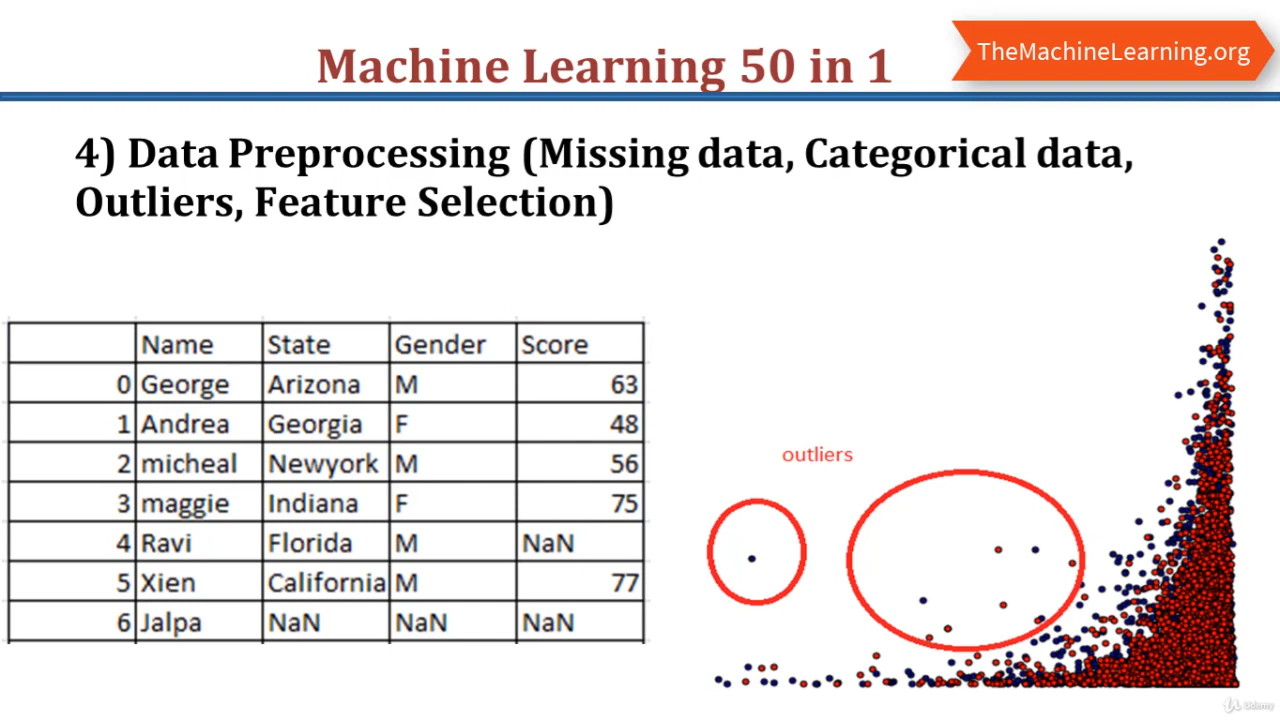 Machine Learning 50 in 1
TheMachineLearning.org
4) Data Preprocessing (Missing data, Categorical data,
Outliers, Feature Selection)
Name State Gender Score
0 George Arizona M 63
1 Andrea Georgia F 48
2 micheal Newyork M 56
3 maggie Indiana F 75
4 Ravi Florida M NaN
5 Xien California M 77
6 Jalpa NaN NaN NaN
outliers
Udemy